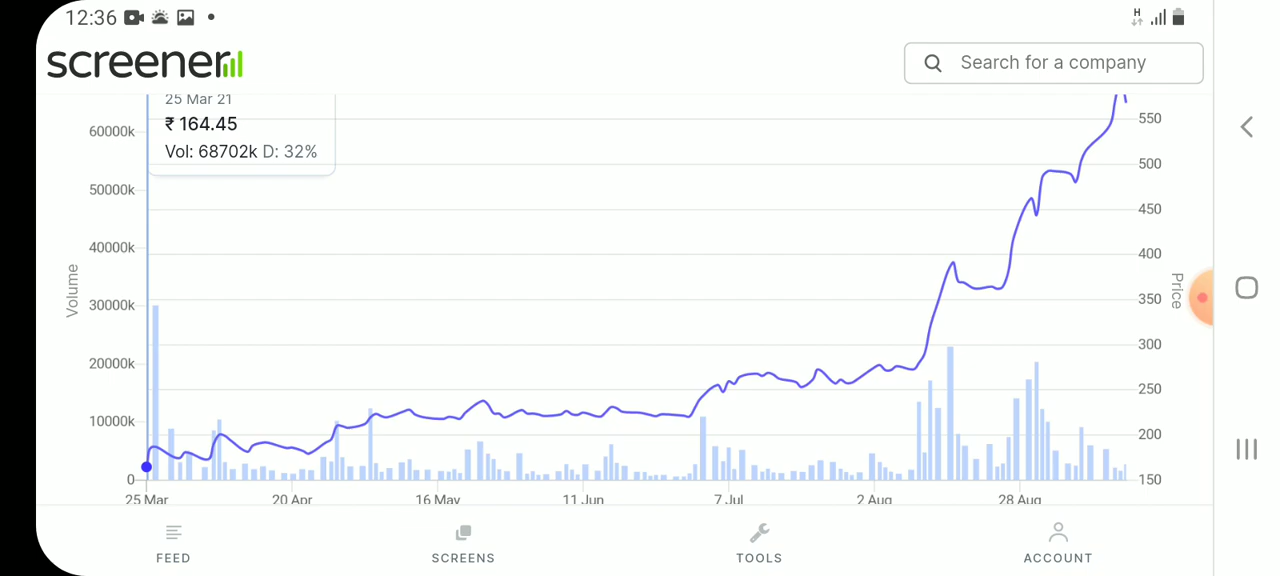 12:36
H
screener
Search for a company
25 Mar 21
₹ 164.45
Vol: 68702k D: 32%
60000k
50000k
40000k
30000k
20000k
10000k
0
Volume
550
500
450
400
350
300
250
200
150
Price
25 Mar
20 Apr
16 May
11 Jun
7 Jul
2 Aug
28 Aug
FEED
SCREENS
TOOLS
ACCOUNT